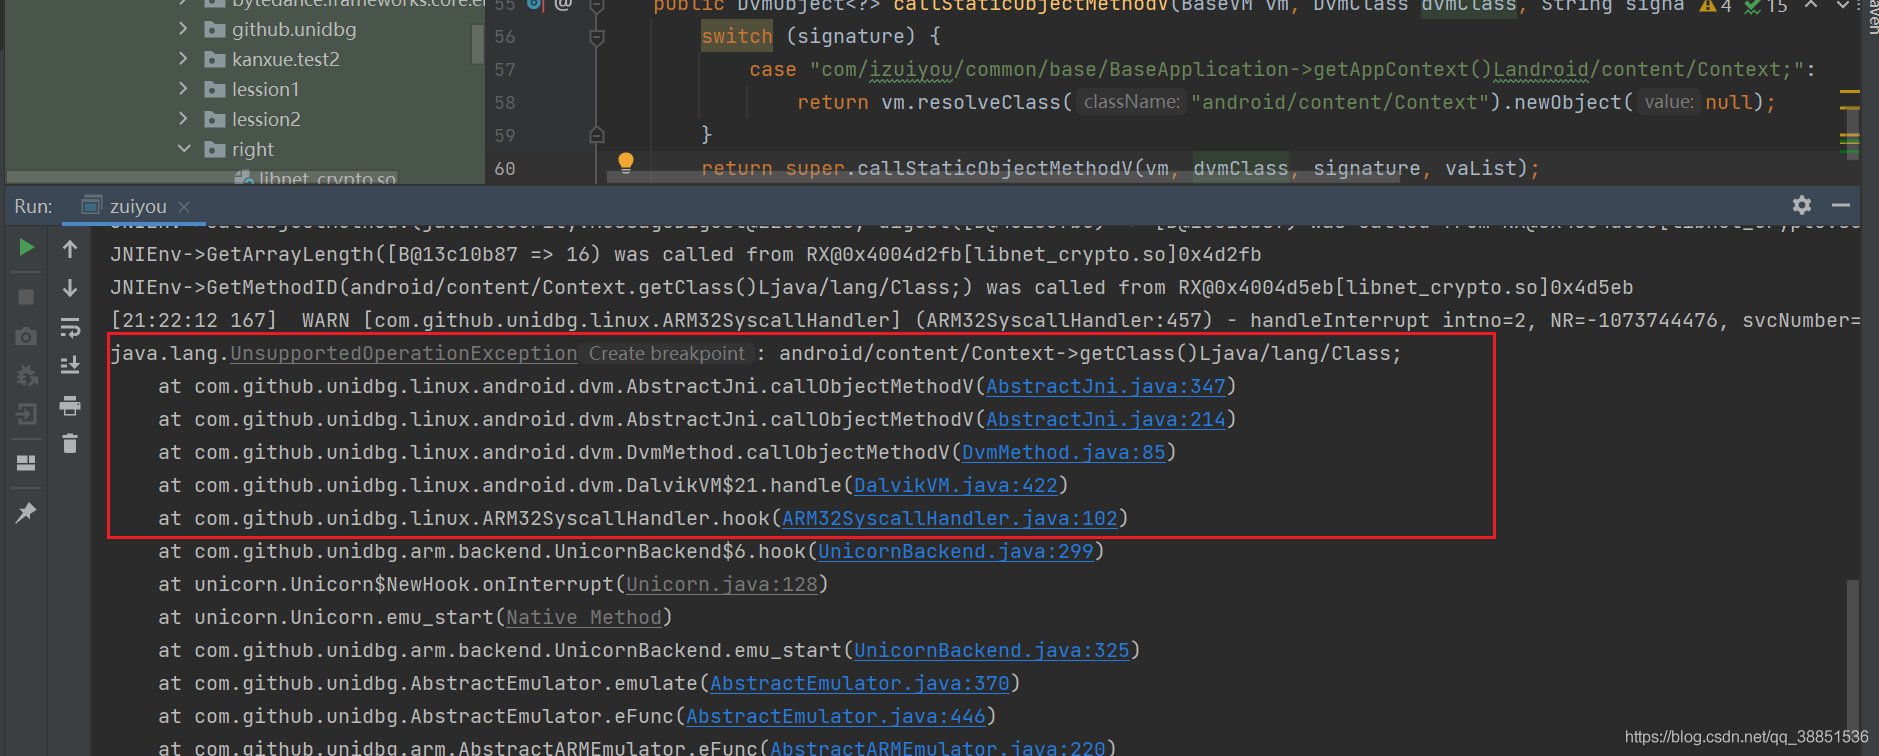 bytedance.frameworks.core.en
github.unidbg
kanxue.test2
lession1
lession2
right
libnet_crypto.so
55 @ public DvmObject<?> callStaticObjectMethodV(BaseVM vm, DvmClass dvmClass, String signa 4 15
56 switch (signature) {
57 case "com/izuiyou/common/base/BaseApplication->getAppContext()Landroid/content/Context;":
58 return vm.resolveClass( className: "android/content/Context").newObject( value: null);
59 }
60 return super.callStaticObjectMethodV(vm, dvmClass, signature, vaList);
aven
Run: zuiyou
JNIEnv->GetArrayLength([B@13c10b87 => 16) was called from RX@0x4004d2fb[libnet_crypto.so]0x4d2fb
JNIEnv->GetMethodID(android/content/Context.getClass()Ljava/lang/Class;) was called from RX@0x4004d5eb[libnet_crypto.so]0x4d5eb
[21:22:12 167] WARN [com.github.unidbg.linux.ARM32SyscallHandler] (ARM32SyscallHandler:457) - handleInterrupt intno=2, NR=-1073744476, svcNumber=
java.lang.UnsupportedOperationException Create breakpoint : android/content/Context->getClass()Ljava/lang/Class;
at com.github.unidbg.linux.android.dvm.AbstractJni.callObjectMethodV(AbstractJni.java:347)
at com.github.unidbg.linux.android.dvm.AbstractJni.callObjectMethodV(AbstractJni.java:214)
at com.github.unidbg.linux.android.dvm.DvmMethod.callObjectMethodV(DvmMethod.java:85)
at com.github.unidbg.linux.android.dvm.DalvikVM$21.handle(DalvikVM.java:422)
at com.github.unidbg.linux.ARM32SyscallHandler.hook(ARM32SyscallHandler.java:102)
at com.github.unidbg.arm.backend.UnicornBackend$6.hook(UnicornBackend.java:299)
at unicorn.Unicorn$NewHook.onInterrupt(Unicorn.java:128)
at unicorn.Unicorn.emu_start(Native Method)
at com.github.unidbg.arm.backend.UnicornBackend.emu_start(UnicornBackend.java:325)
at com.github.unidbg.AbstractEmulator.emulate(AbstractEmulator.java:370)
at com.github.unidbg.AbstractEmulator.eFunc(AbstractEmulator.java:446)
at com.github.unidbg.arm.AbstractARMEmulator.eFunc(AbstractARMEmulator.java:220)
https://blog.csdn.net/qq_38851536